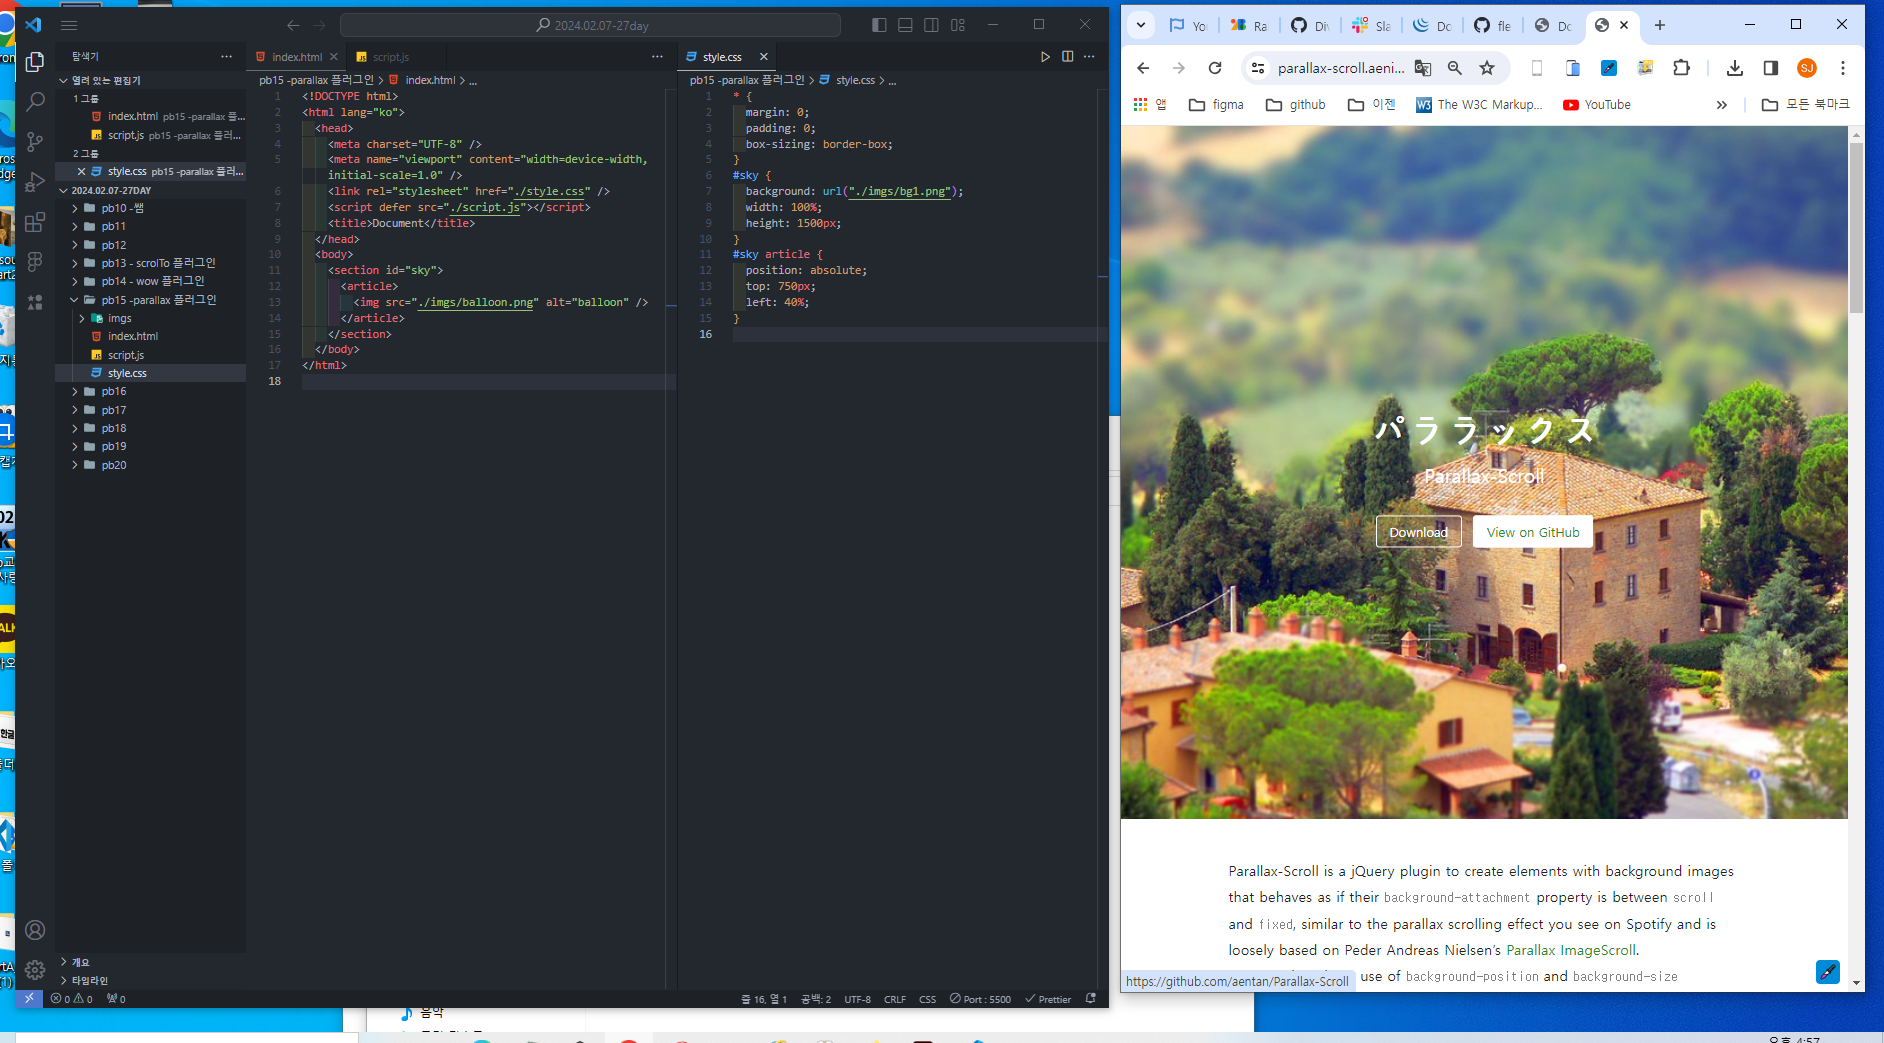 2024.02.07-27day
탐색기
index.html
script.js
style.css
열려 있는 편집기
1 그룹
index.html pb15 -parallax 플...
script.js pb15 -parallax 플러...
2 그룹
style.css pb15 -parallax 플러...
2024.02.07-27DAY
pb10 -쌤
pb11
pb12
pb13 - scrolTo 플러그인
pb14 - wow 플러그인
pb15 -parallax 플러그인
imgs
index.html
script.js
style.css
pb16
pb17
pb18
pb19
pb20
개요
타임라인
pb15 -parallax 플러그인 > index.html > ...
1 <!DOCTYPE html>
2 <html lang="ko">
3 <head>
4 <meta charset="UTF-8" />
5 <meta name="viewport" content="width=device-width,
initial-scale=1.0" />
6 <link rel="stylesheet" href="./style.css" />
7 <script defer src="./script.js"></script>
8 <title>Document</title>
9 </head>
10 <body>
11 <section id="sky">
12 <article>
13 <img src="./imgs/balloon.png" alt="balloon" />
14 </article>
15 </section>
16 </body>
17 </html>
18
pb15 -parallax 플러그인 > style.css > ...
1 * {
2 margin: 0;
3 padding: 0;
4 box-sizing: border-box;
5 }
6 #sky {
7 background: url("./imgs/bg1.png");
8 width: 100%;
9 height: 1500px;
10 }
11 #sky article {
12 position: absolute;
13 top: 750px;
14 left: 40%;
15 }
16
0 0 0
줄 16, 열 1 공백: 2 UTF-8 CRLF CSS Port : 5500 Prettier
Yo Ra Di Sla Do fle Do
parallax-scroll.aeni...
SJ
앱 figma github 이젠 The W3C Markup... YouTube » 모든 북마크
パララックス
Parallax-Scroll
Download View on GitHub
Parallax-Scroll is a jQuery plugin to create elements with background images
that behaves as if their background-attachment property is between scroll
and fixed, similar to the parallax scrolling effect you see on Spotify and is
loosely based on Peder Andreas Nielsen's Parallax ImageScroll.
use of background-position and background-size
https://github.com/aentan/Parallax-Scroll
음악
오후 4:57